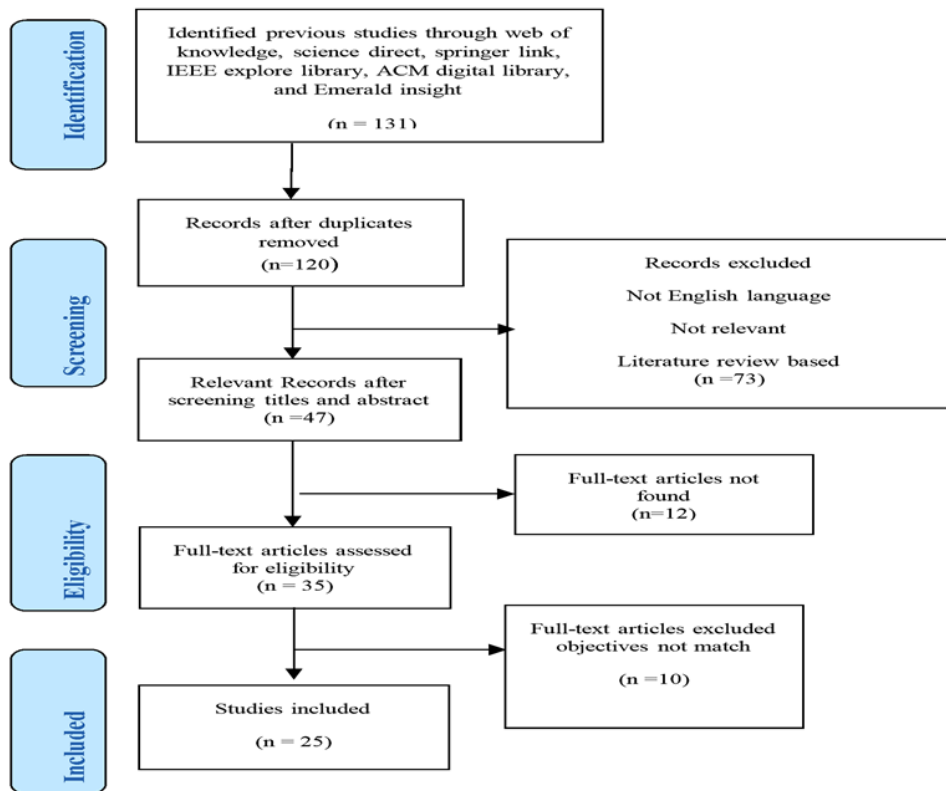 Identification
Identified previous studies through web of
knowledge, science direct, springer link,
IEEE explore library, ACM digital library,
and Emerald insight
(n = 131)
Records after duplicates
removed
(n=120)
Screening
Records excluded
Not English language
Not relevant
Literature review based
(n =73)
Relevant Records after
screening titles and abstract
(n =47)
Eligibility
Full-text articles not
found
(n=12)
Full-text articles assessed
for eligibility
(n = 35)
Full-text articles excluded
objectives not match
(n =10)
Included
Studies included
(n = 25)